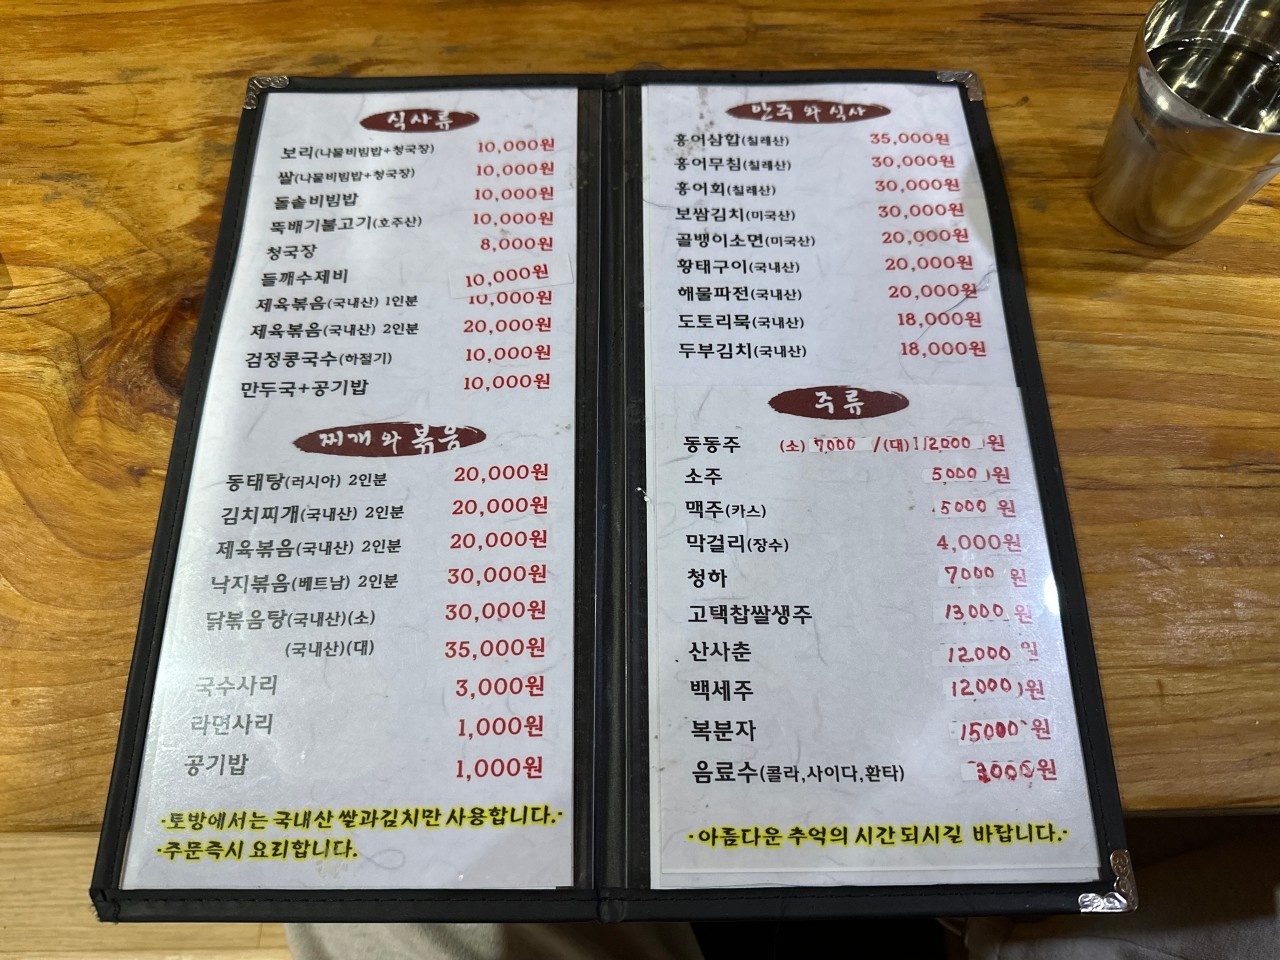 식사류
보리(나물비빔밥+청국장) 10,000원
쌀(나물비빔밥+청국장) 10,000원
돌솥비빔밥 10,000원
뚝배기불고기(호주산) 10,000원
청국장 8,000원
들깨수제비 10,000원
제육볶음(국내산) 1인분 10,000원
제육볶음(국내산) 2인분 20,000원
검정콩국수(하절기) 10,000원
만두국+공기밥 10,000원
찌개와 볶음
동태탕(러시아) 2인분 20,000원
김치찌개(국내산) 2인분 20,000원
제육볶음(국내산) 2인분 20,000원
낙지볶음(베트남) 2인분 30,000원
닭볶음탕(국내산)(소) 30,000원
(국내산)(대) 35,000원
국수사리 3,000원
라면사리 1,000원
공기밥 1,000원
·토방에서는 국내산 쌀과김치만 사용합니다.·
·주문즉시 요리합니다.
안주와 식사
홍어삼합(칠레산) 35,000원
홍어무침(칠레산) 30,000원
홍어회(칠레산) 30,000원
보쌈김치(미국산) 30,000원
골뱅이소면(미국산) 20,000원
황태구이(국내산) 20,000원
해물파전(국내산) 20,000원
도토리묵(국내산) 18,000원
두부김치(국내산) 18,000원
주류
동동주 (소) 7,000 /(대) 12,000 원
소주 5,000원
맥주(카스) 5000 원
막걸리(장수) 4,000원
청하 7000 원
고택찹쌀생주 13,000 원
산사춘 12,000 원
백세주 12000 원
복분자 15000 원
음료수(콜라,사이다,환타) 3000원
·아름다운 추억의 시간 되시길 바랍니다.·